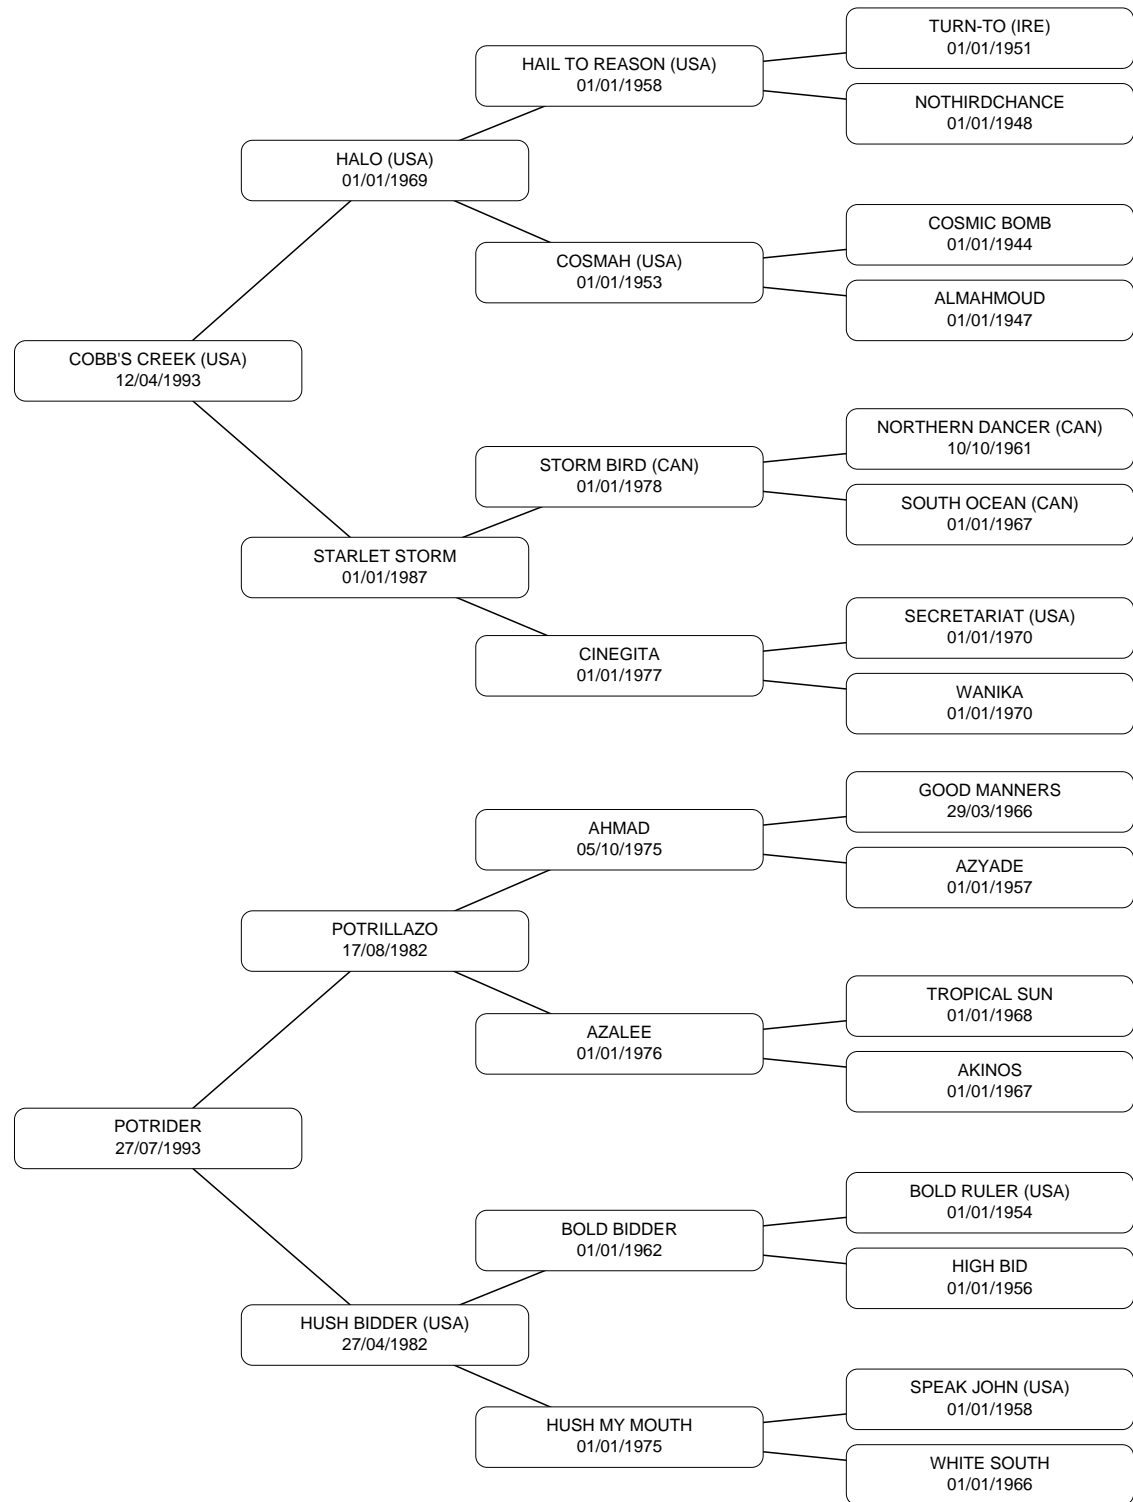 TURN-TO (IRE)
01/01/1951
HAIL TO REASON (USA)
01/01/1958
NOTHIRDCHANCE
01/01/1948
HALO (USA)
01/01/1969
COSMIC BOMB
01/01/1944
COSMAH (USA)
01/01/1953
ALMAHMOUD
01/01/1947
COBB'S CREEK (USA)
12/04/1993
NORTHERN DANCER (CAN)
10/10/1961
STORM BIRD (CAN)
01/01/1978
SOUTH OCEAN (CAN)
01/01/1967
STARLET STORM
01/01/1987
SECRETARIAT (USA)
01/01/1970
CINEGITA
01/01/1977
WANIKA
01/01/1970
GOOD MANNERS
29/03/1966
AHMAD
05/10/1975
AZYADE
01/01/1957
POTRILLAZO
17/08/1982
TROPICAL SUN
01/01/1968
AZALEE
01/01/1976
AKINOS
01/01/1967
POTRIDER
27/07/1993
BOLD RULER (USA)
01/01/1954
BOLD BIDDER
01/01/1962
HIGH BID
01/01/1956
HUSH BIDDER (USA)
27/04/1982
SPEAK JOHN (USA)
01/01/1958
HUSH MY MOUTH
01/01/1975
WHITE SOUTH
01/01/1966